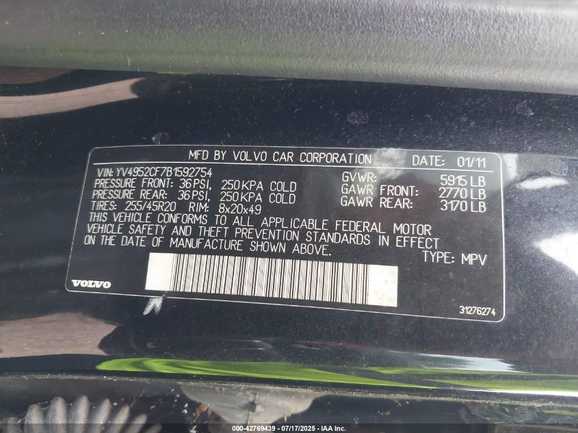 MFD BY VOLVO CAR CORPORATION DATE: 01/11
VIN: YV4952CF7B1592754 GVWR: 5915 LB
PRESSURE FRONT: 36 PSI, 250 KPA COLD GAWR FRONT: 2770 LB
PRESSURE REAR: 36 PSI, 250 KPA COLD GAWR REAR: 3170 LB
TIRES: 255/45R20 RIM: 8x20x49
THIS VEHICLE CONFORMS TO ALL APPLICABLE FEDERAL MOTOR
VEHICLE SAFETY AND THEFT PREVENTION STANDARDS IN EFFECT
ON THE DATE OF MANUFACTURE SHOWN ABOVE.
TYPE: MPV
VOLVO 31276274
000-42769439 - 07/17/2025 - IAA Inc.